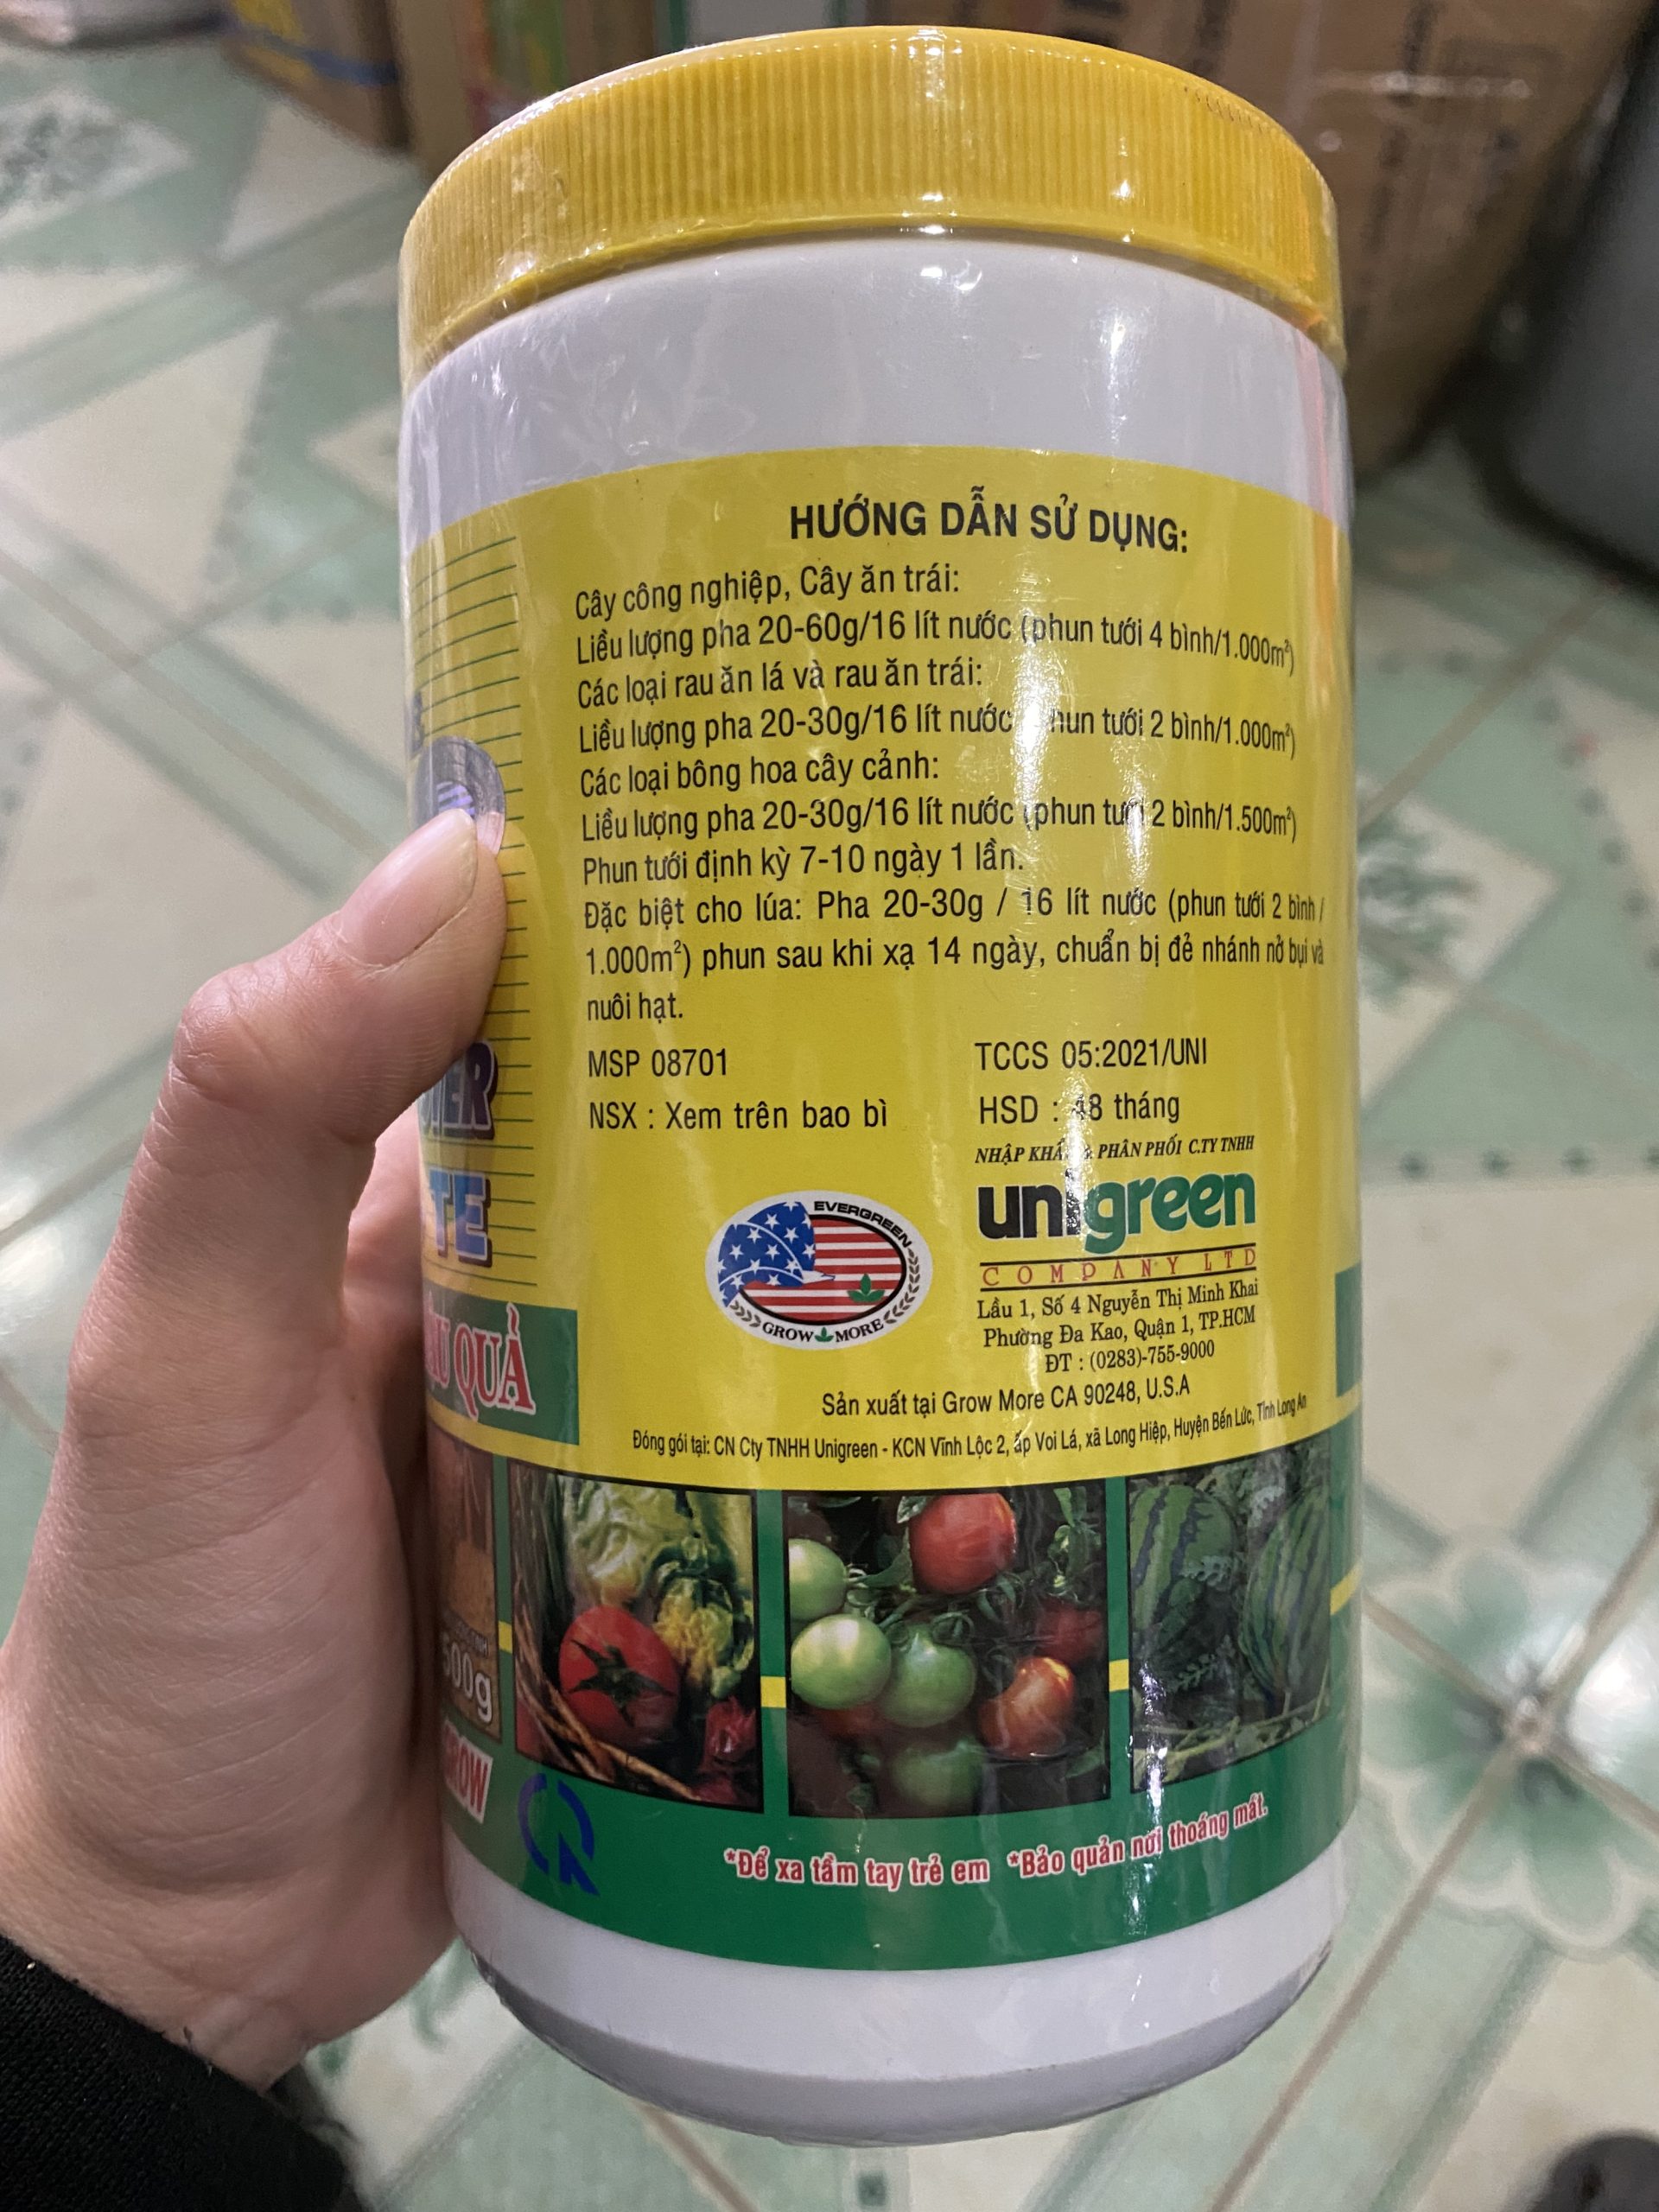 HƯỚNG DẪN SỬ DỤNG:
Cây công nghiệp, Cây ăn trái:
Liều lượng pha 20-60g/16 lít nước (phun tưới 4 bình/1.000m²)
Các loại rau ăn lá và rau ăn trái:
Liều lượng pha 20-30g/16 lít nước tưới 2 bình/1.000m²)
Các loại bông hoa cây cảnh:
Liều lượng pha 20-30g/16 lít nước (phun tưới 2 bình/1.500m²)
Phun tưới định kỳ 7-10 ngày 1 lần.
Đặc biệt cho lúa: Pha 20-30g / 16 lít nước (phun tưới 2 bình /
1.000m²) phun sau khi xạ 14 ngày, chuẩn bị đẻ nhánh nở bụi và
nuôi hạt.
MSP 08701
TCCS 05:2021/UNI
NSX : Xem trên bao bì
HSD : 48 tháng
NHẬP KHẨU & PHÂN PHỐI C.TY TNHH
unigreen
COMPANY LTD
EVERGREEN
GROW MORE
Lầu 1, Số 4 Nguyễn Thị Minh Khai
Phường Đa Kao, Quận 1, TP.HCM
ĐT : (0283)-755-9000
Sản xuất tại Grow More CA 90248, U.S.A
Đóng gói tại: CN Cty TNHH Unigreen - KCN Vĩnh Lộc 2, ấp Voi Lá, xã Long Hiệp, Huyện Bến Lức, Tỉnh Long An
QUẢ
500g
*Để xa tầm tay trẻ em *Bảo quản nơi thoáng mát.